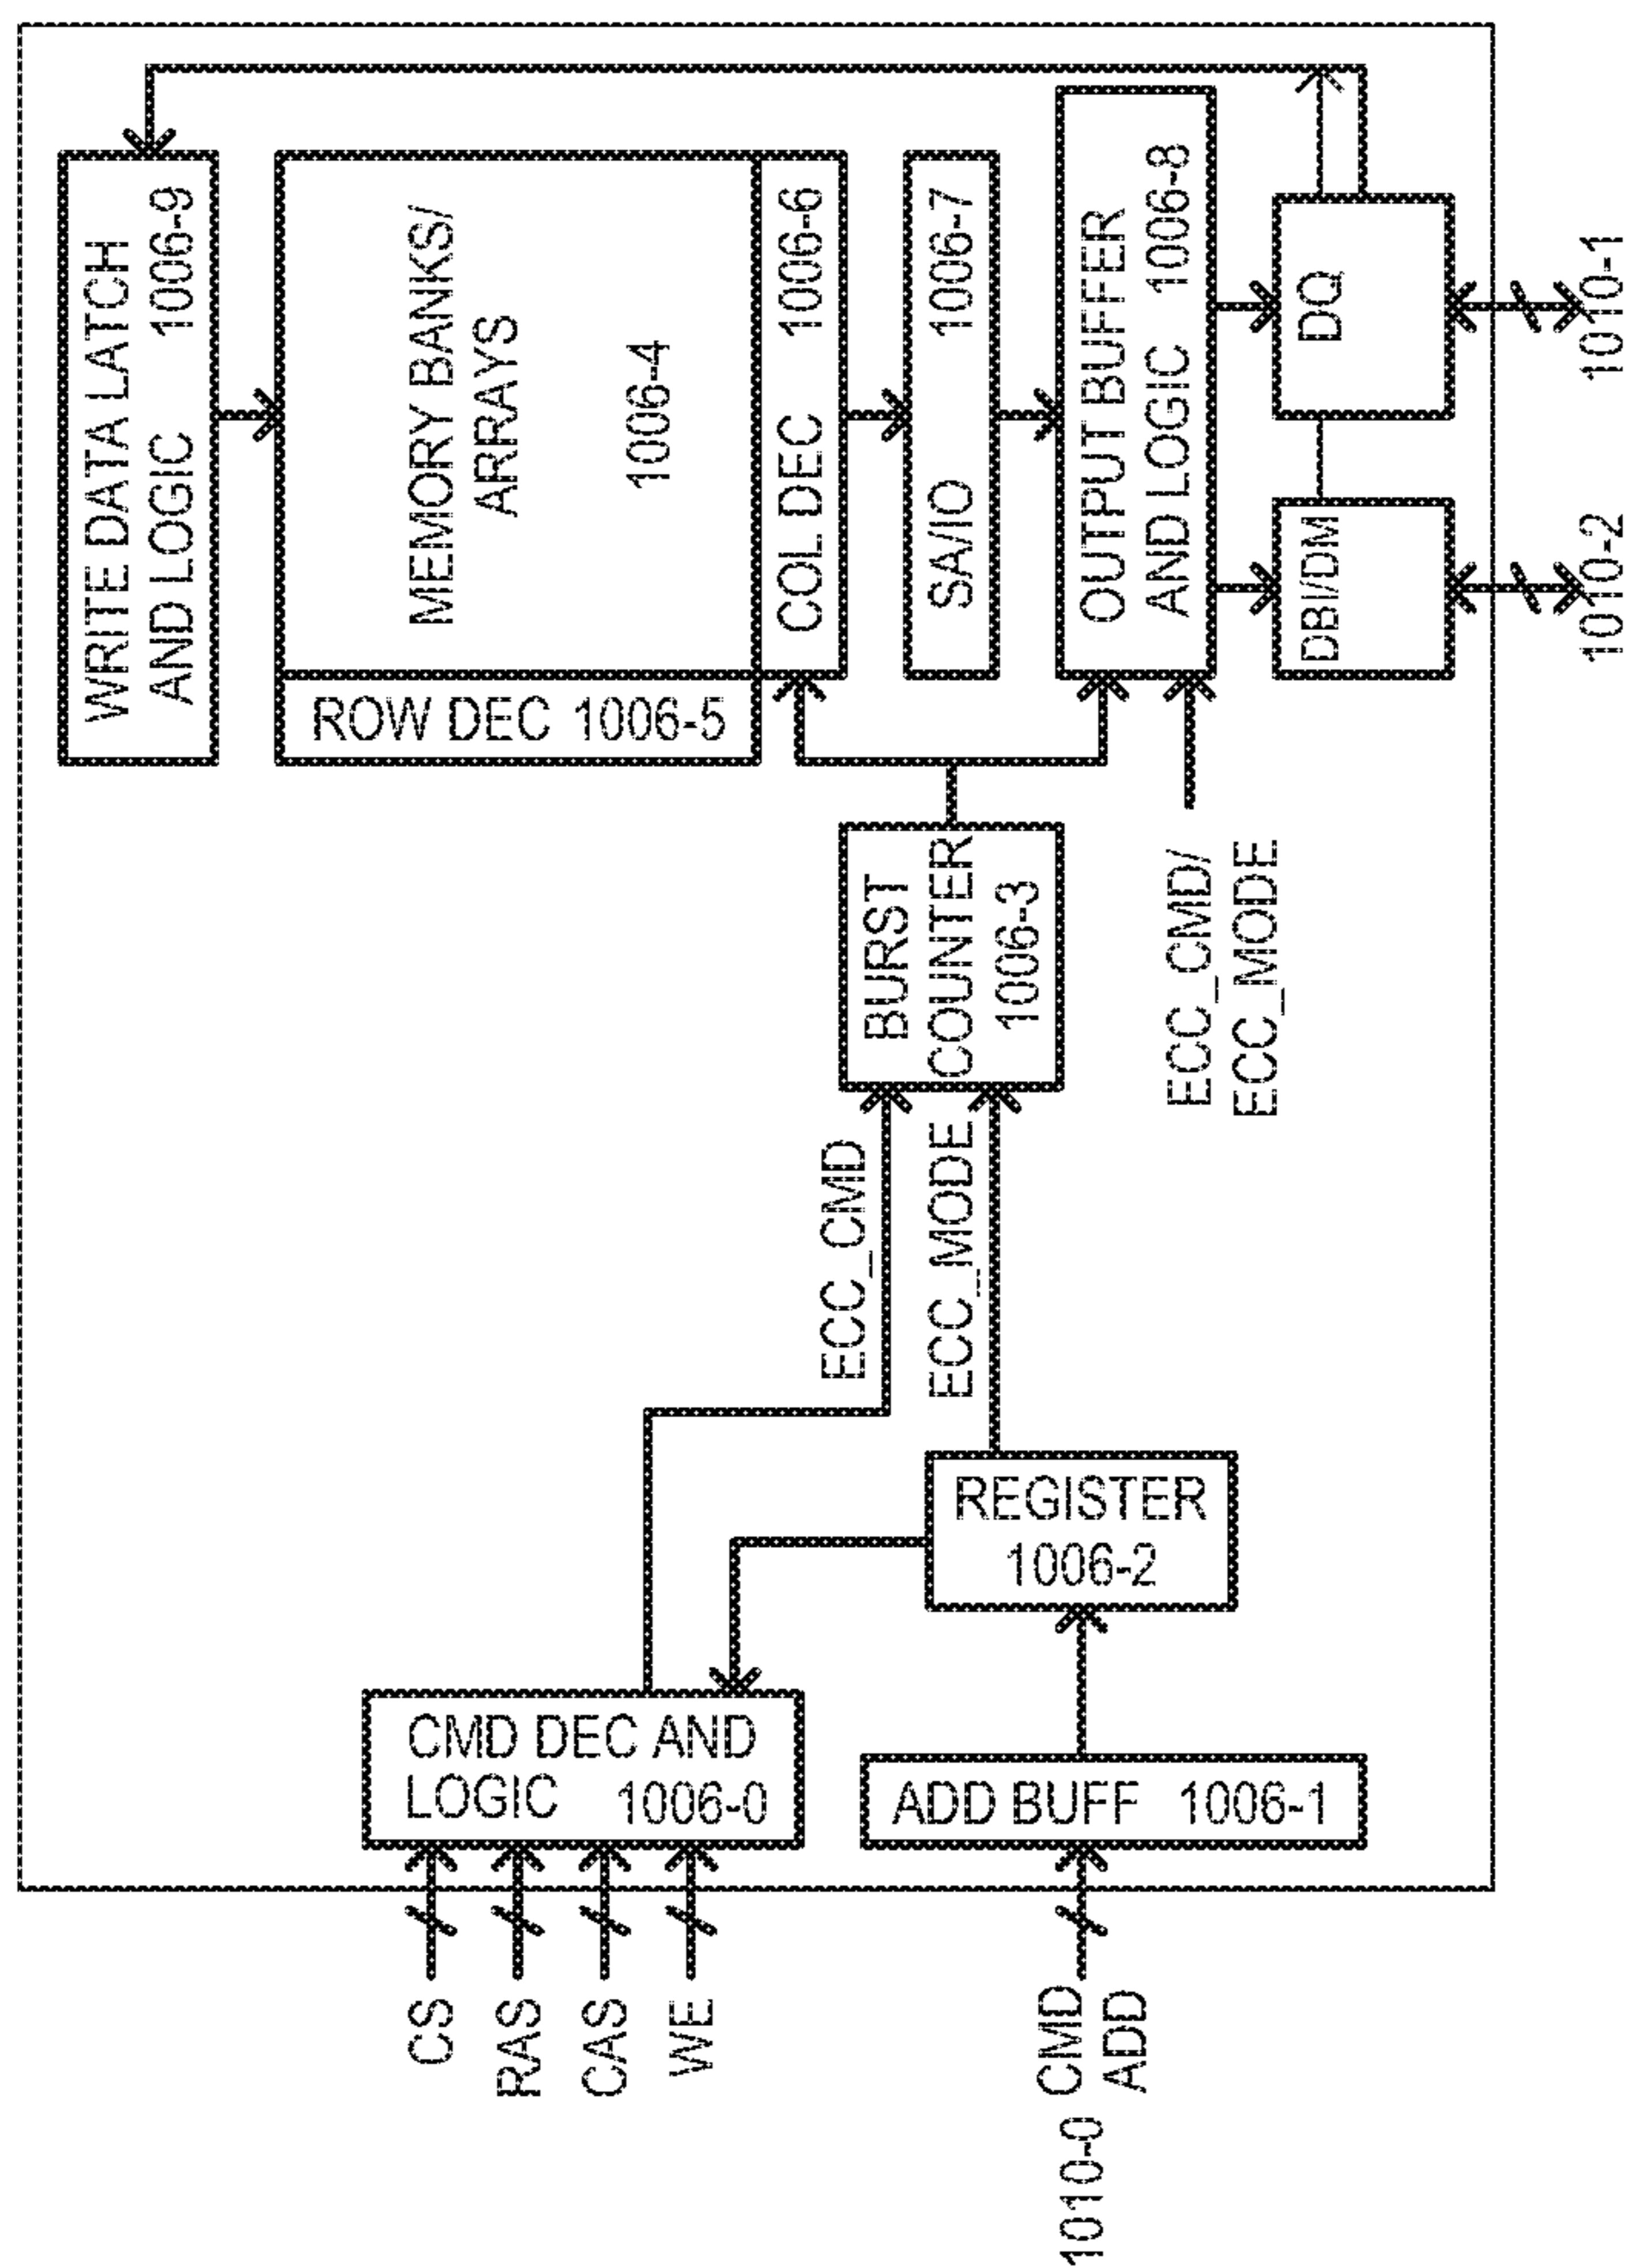 WRITE DATA LATCH
AND LOGIC 1006-9
MEMORY BANKS/
ARRAYS
1006-4
ROW DEC 1006-5
COL DEC 1006-6
SA/IO 1006-7
OUTPUT BUFFER
AND LOGIC 1006-8
DBI/DM
DQ
1010-2
1010-1
BURST
COUNTER
1006-3
ECC_CMD/
ECC_MODE
ECC_CMD
ECC_MODE
REGISTER
1006-2
CMD DEC AND
LOGIC 1006-0
ADD BUFF 1006-1
CS
RAS
CAS
WE
1010-0 CMD
ADD